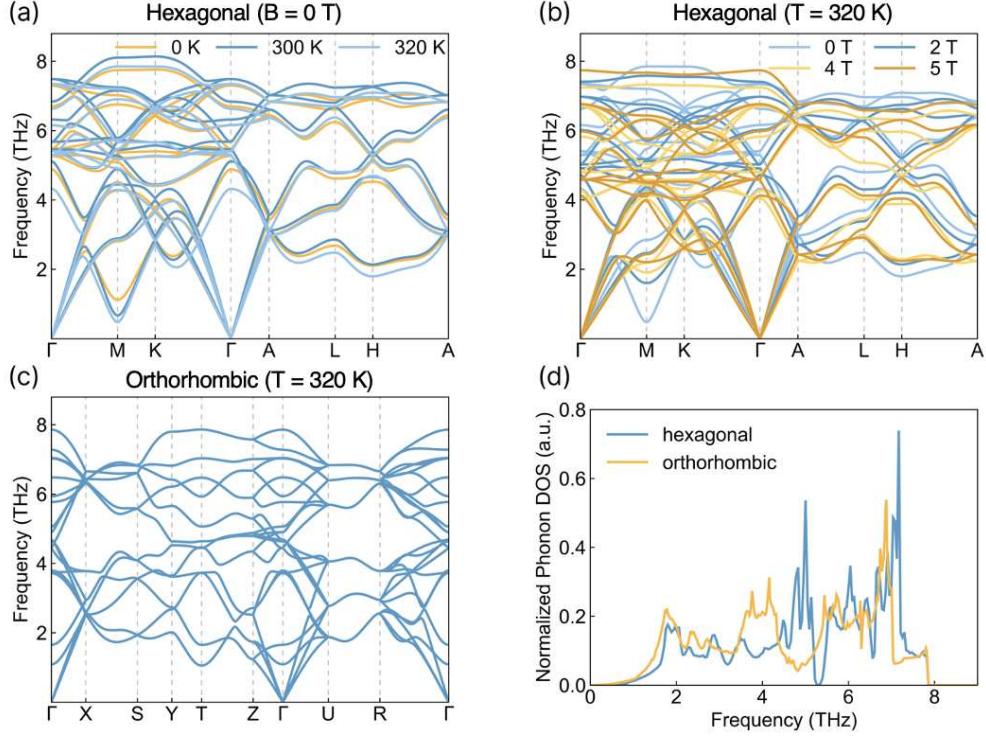 (a) Hexagonal (B = 0 T)
0 K 300 K 320 K
Frequency (THz)
8
6
4
2
Γ M K Γ A L H A
(b) Hexagonal (T = 320 K)
0 T 2 T
4 T 5 T
Frequency (THz)
8
6
4
2
Γ M K Γ A L H A
(c) Orthorhombic (T = 320 K)
Frequency (THz)
8
6
4
2
Γ X S Y T Z Γ U R Γ
(d)
hexagonal
orthorhombic
Normalized Phonon DOS (a.u.)
0.8
0.6
0.4
0.2
0.0
0 2 4 6 8
Frequency (THz)